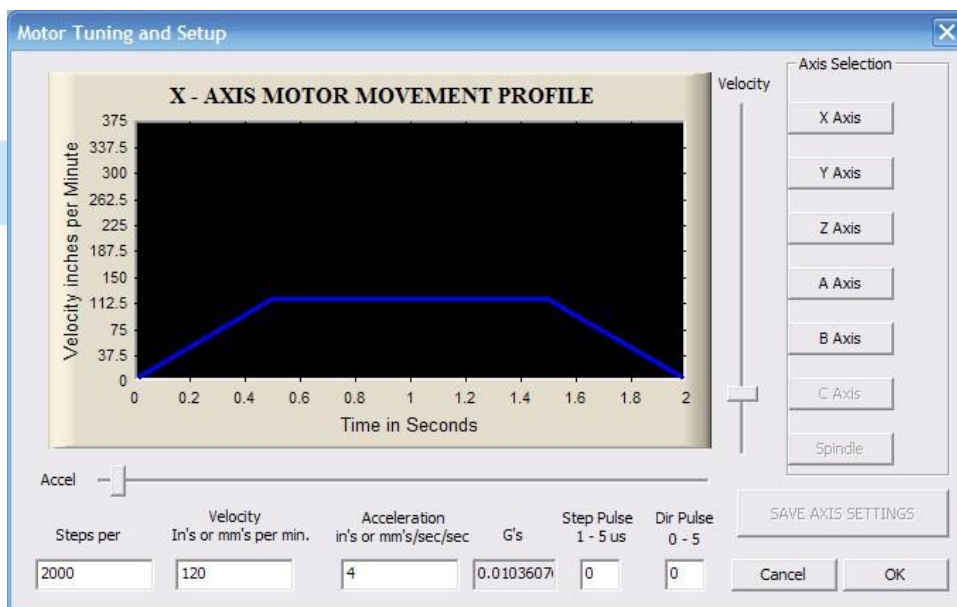 Motor Tuning and Setup
X - AXIS MOTOR MOVEMENT PROFILE
Velocity inches per Minute
375
337.5
300
262.5
225
187.5
150
112.5
75
37.5
0
0 0.2 0.4 0.6 0.8 1 1.2 1.4 1.6 1.8 2
Time in Seconds
Velocity
Axis Selection
X Axis
Y Axis
Z Axis
A Axis
B Axis
C Axis
Spindle
Accel
Steps per
2000
Velocity
In's or mm's per min.
120
Acceleration
in's or mm's/sec/sec
4
G's
0.0103607
Step Pulse
1 - 5 us
0
Dir Pulse
0 - 5
0
SAVE AXIS SETTINGS
Cancel
OK